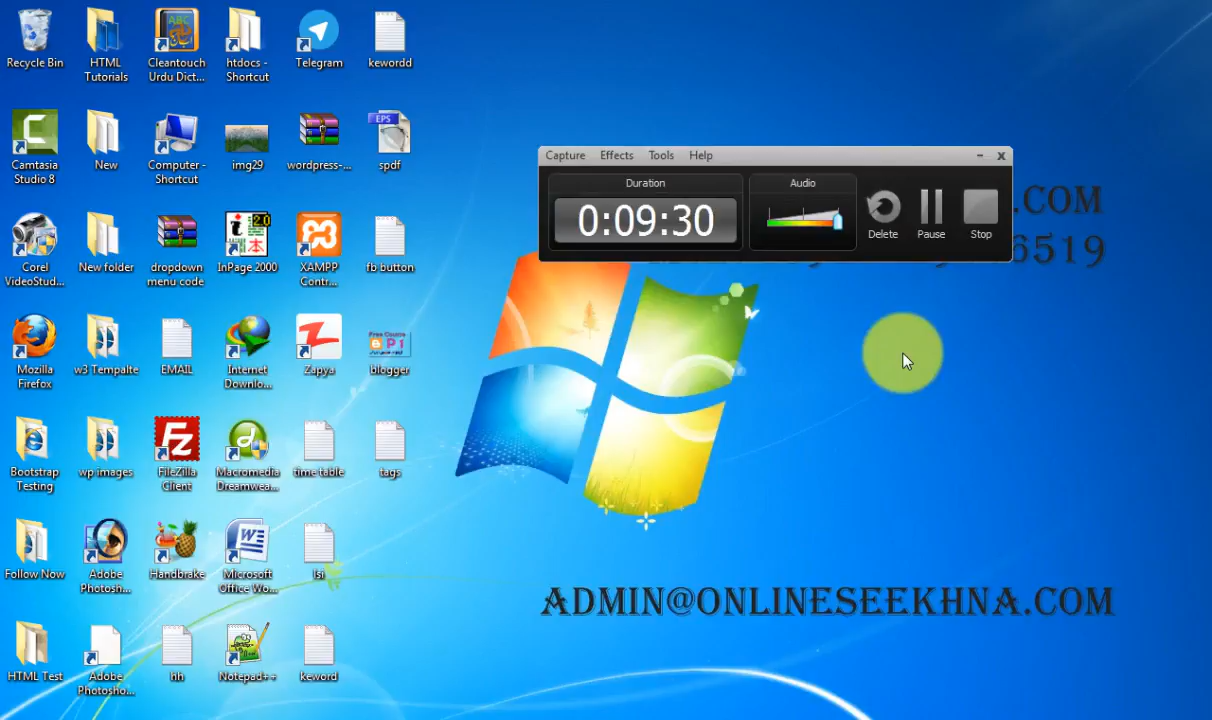 Recycle Bin
HTML
Tutorials
Cleantouch
Urdu Dict...
htdocs -
Shortcut
Telegram
kewordd
Camtasia
Studio 8
New
Computer -
Shortcut
img29
wordpress-...
EPS
spdf
Corel
VideoStud...
New folder
dropdown
menu code
InPage 2000
XAMPP
Contr...
fb button
Mozilla
Firefox
w3 Tempalte
EMAIL
Internet
Downlo...
Zapya
blogger
Bootstrap
Testing
wp images
FileZilla
Client
Macromedia
Dreamwea...
time table
tags
Follow Now
Adobe
Photosh...
Handbrake
Microsoft
Office Wo...
isi
HTML Test
Adobe
Photosho...
hh
Notepad++
keword
Capture Effects Tools Help
Duration
0:09:30
Audio
Delete
Pause
Stop
.COM
6519
ADMIN@ONLINESEEKHNA.COM